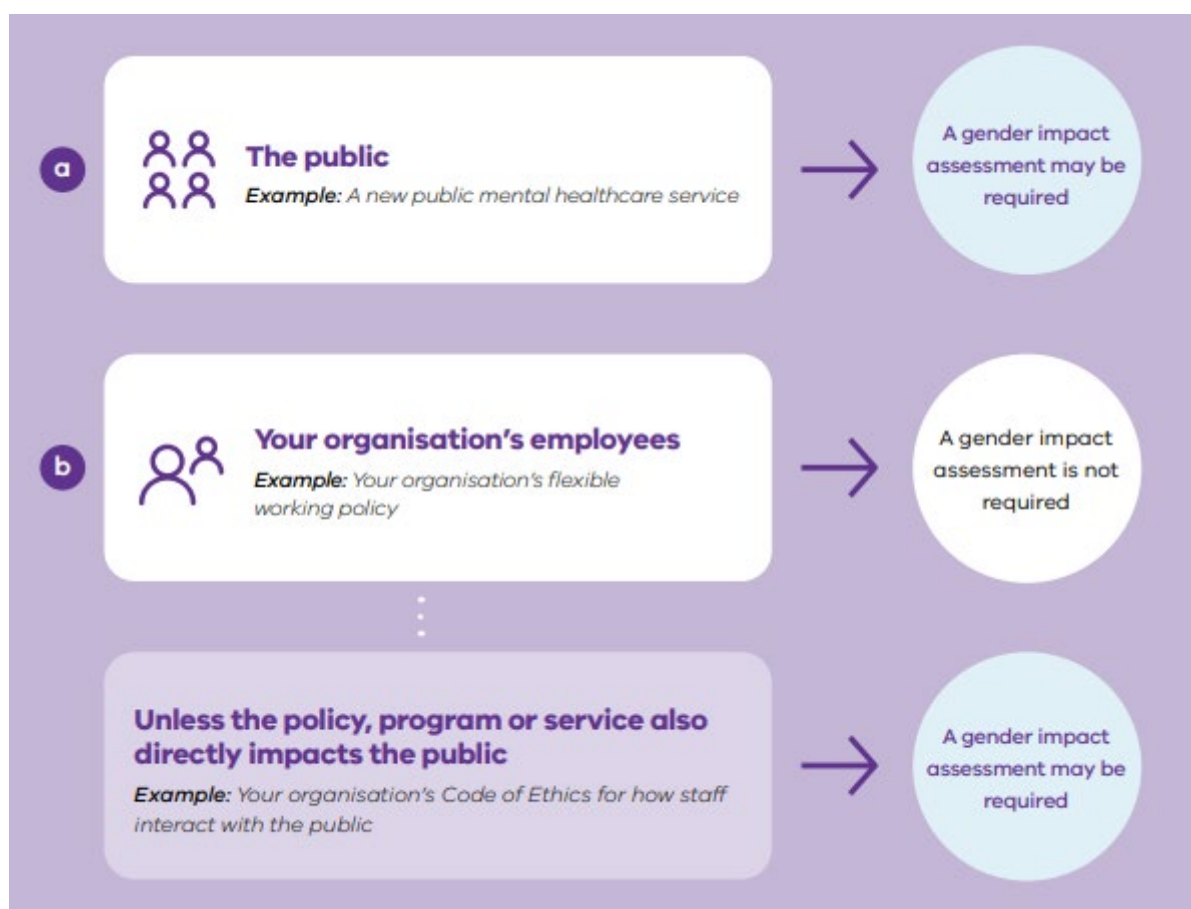 a
The public
Example: A new public mental healthcare service
A gender impact
assessment may be
required
b
Your organisation's employees
Example: Your organisation's flexible
working policy
A gender impact
assessment is not
required
Unless the policy, program or service also
directly impacts the public
Example: Your organisation's Code of Ethics for how staff
interact with the public
A gender impact
assessment may be
required